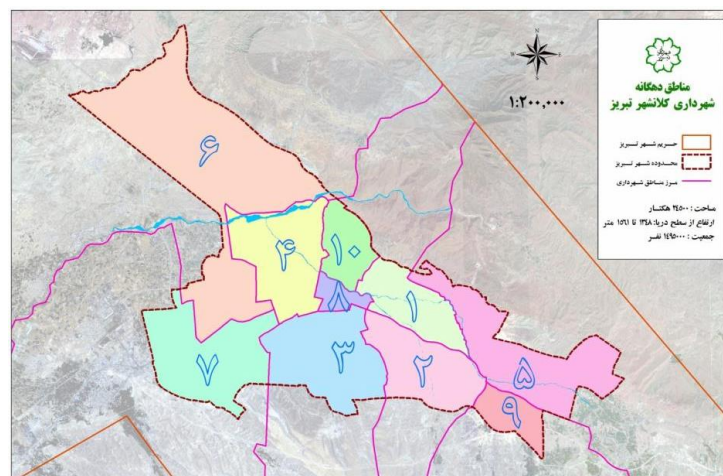 مناطق دهگانه
شهرداری کلانشهر تبریز
حریم شهر تبریز
محدوده شهر تبریز
مرز مناطق شهرداری
مساحت : ۲۴۵۰۰ هکتار
ارتفاع از سطح دریا: ۱۳۴۸ تا ۱۵۶۱ متر
جمعیت : ۱۴۹۵۰۰۰ نفر
۱:۲۰۰,۰۰۰
۶
۴
۱۰
۸
۱
۷
۳
۲
۵
۹